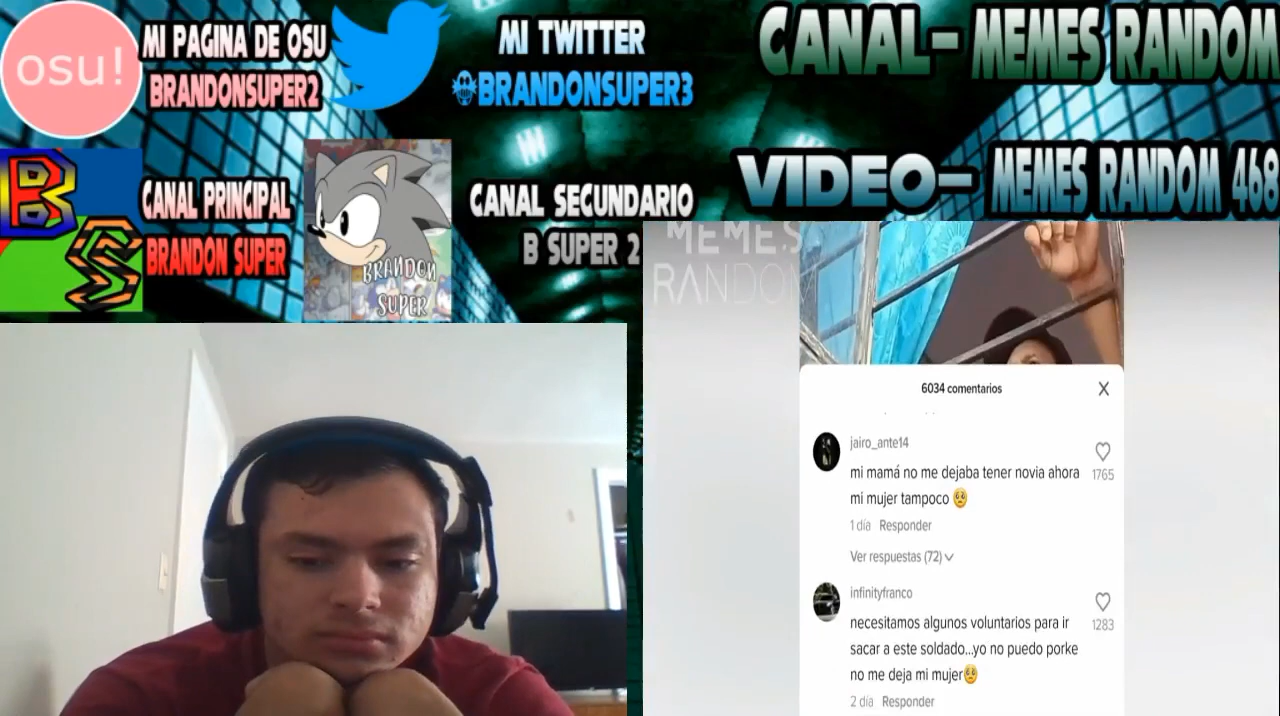 osu!
MI PAGINA DE OSU
BRANDONSUPER2
MI TWITTER
@BRANDONSUPER3
CANAL- MEMES RANDOM
B
S
CANAL PRINCIPAL
BRANDON SUPER
BRANDON
SUPER
CANAL SECUNDARIO
B SUPER 2
VIDEO- MEMES RANDOM 468
MEMES
RANDOM
6034 comentarios
X
jairo_ante14
mi mamá no me dejaba tener novia ahora
mi mujer tampoco 🥺
1765
1 día Responder
Ver respuestas (72)
infinityfranco
necesitamos algunos voluntarios para ir
sacar a este soldado...yo no puedo porke
no me deja mi mujer🥺
1283
2 día Responder